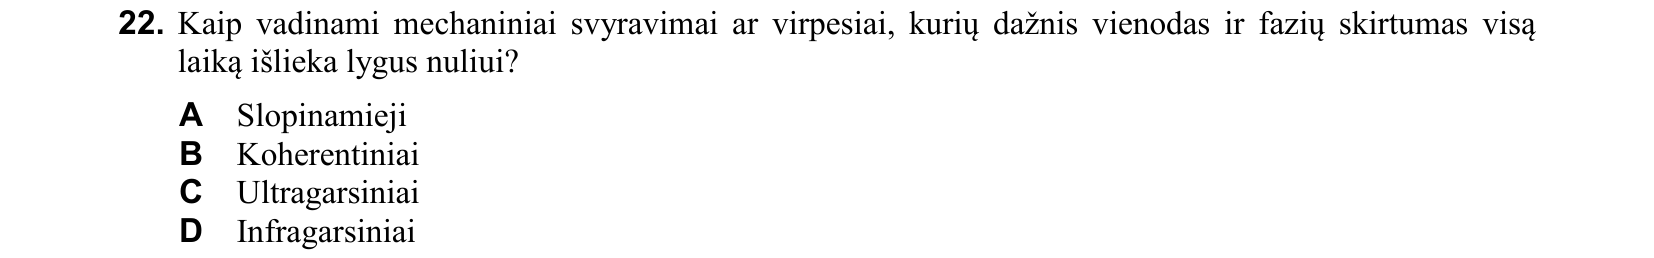 22. Kaip vadinami mechaniniai svyravimai ar virpesiai, kurių dažnis vienodas ir fazių skirtumas visą
laiką išlieka lygus nuliui?
A Slopinamieji
B Koherentiniai
C Ultragarsiniai
D Infragarsiniai